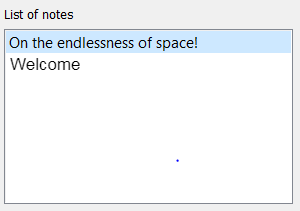 List of notes
On the endlessness of space!
Welcome